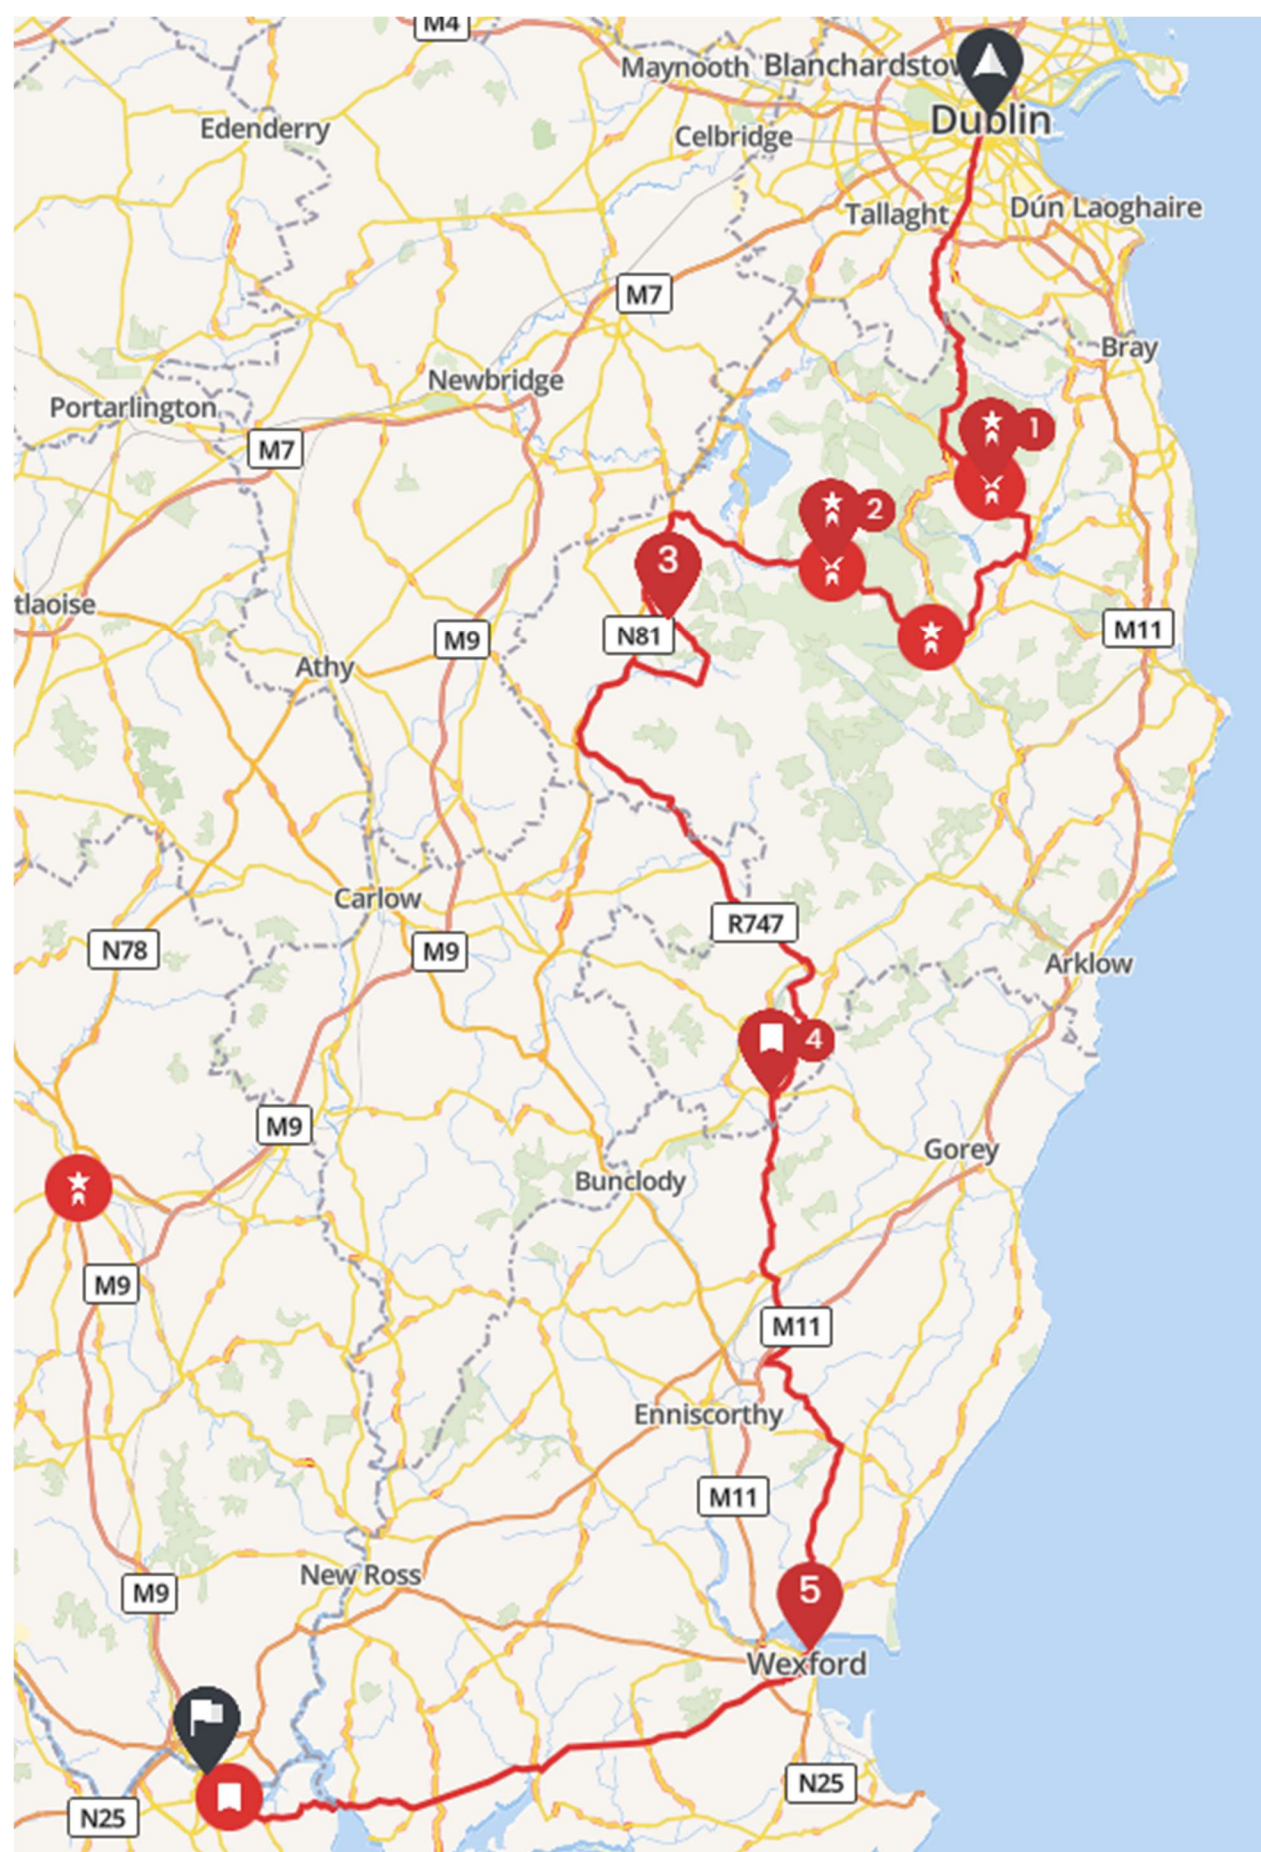 M4
Maynooth
Blanchardstow
Edenderry
Celbridge
Dublin
Tallaght
Dún Laoghaire
M7
Bray
Newbridge
Portarlington
M7
1
2
3
tlaoise
N81
M9
M11
Athy
Carlow
R747
N78
M9
Arklow
4
M9
Gorey
Bunclody
M9
M11
Enniscorthy
M11
New Ross
M9
5
Wexford
N25
N25